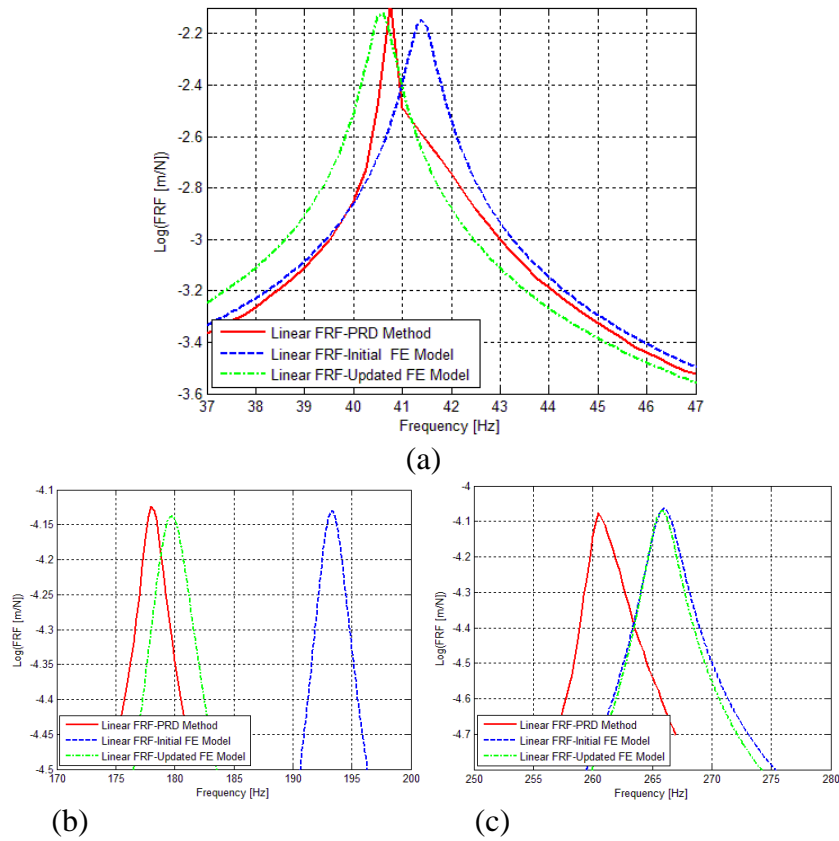 -2.2
-2.4
-2.6
-2.8
-3
-3.2
-3.4
-3.6
Log(FRF [m/N])
Linear FRF-PRD Method
Linear FRF-Initial FE Model
Linear FRF-Updated FE Model
37 38 39 40 41 42 43 44 45 46 47
Frequency [Hz]
(a)
-4.1
-4.15
-4.2
-4.25
-4.3
-4.35
-4.4
-4.45
-4.5
Log(FRF [m/N])
Linear FRF-PRD Method
Linear FRF-Initial FE Model
Linear FRF-Updated FE Model
170 175 180 185 190 195 200
Frequency [Hz]
(b)
-4
-4.1
-4.2
-4.3
-4.4
-4.5
-4.6
-4.7
Log(FRF [m/N])
Linear FRF-PRD Method
Linear FRF-Initial FE Model
Linear FRF-Updated FE Model
250 255 260 265 270 275 280
Frequency [Hz]
(c)